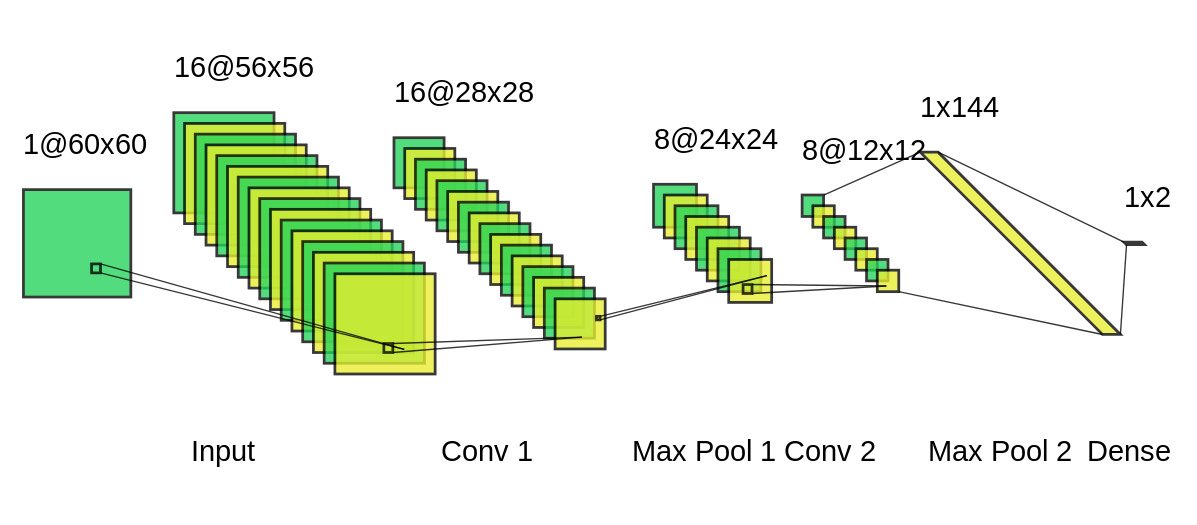 1@60x60
16@56x56
16@28x28
8@24x24
8@12x12
1x144
1x2
Input
Conv 1
Max Pool 1
Conv 2
Max Pool 2
Dense